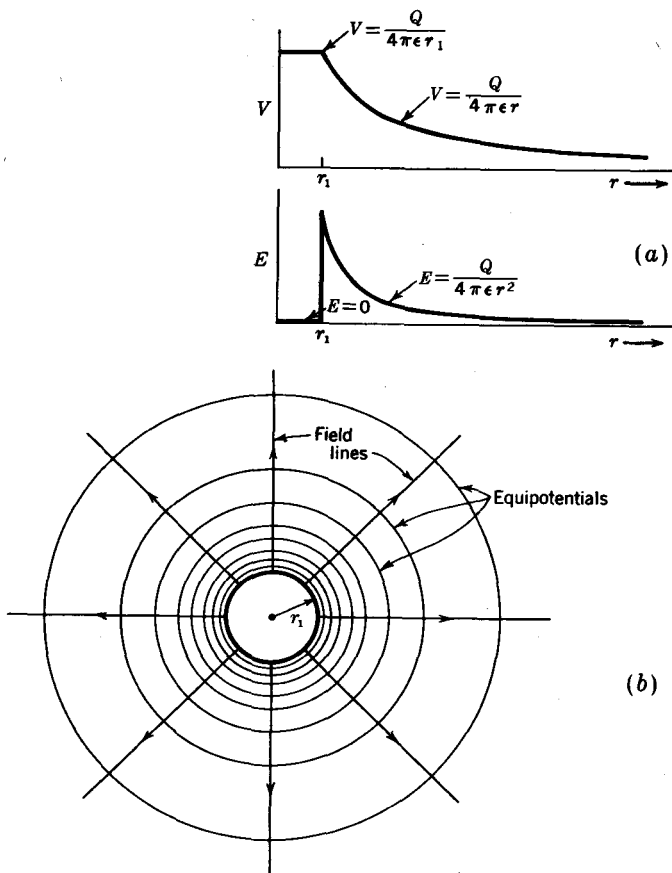 V = Q / 4πεr₁
V = Q / 4πεr
V
r₁
r
(a)
E
E = Q / 4πεr²
E = 0
r₁
r
Field
lines
Equipotentials
r₁
(b)